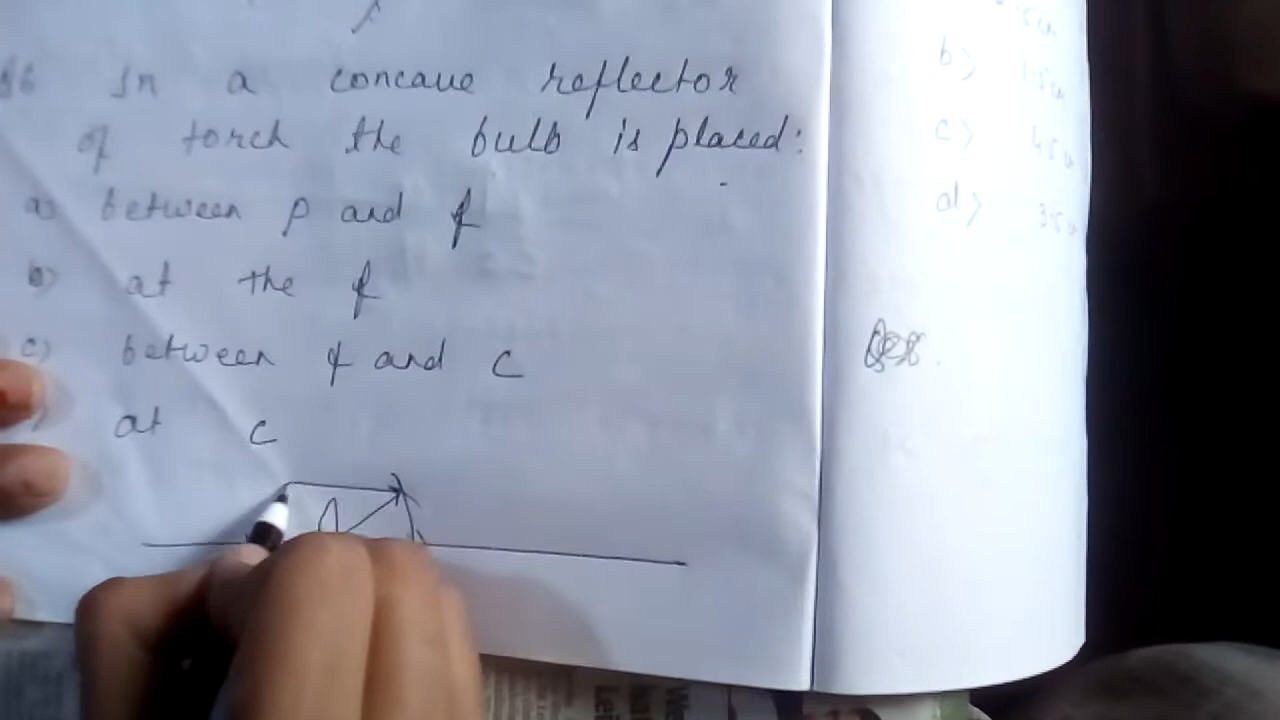 In a concave reflector
of torch the bulb is placed:
a) between P and f
b) at the f
c) between f and C
) at C
b)
c)
d)